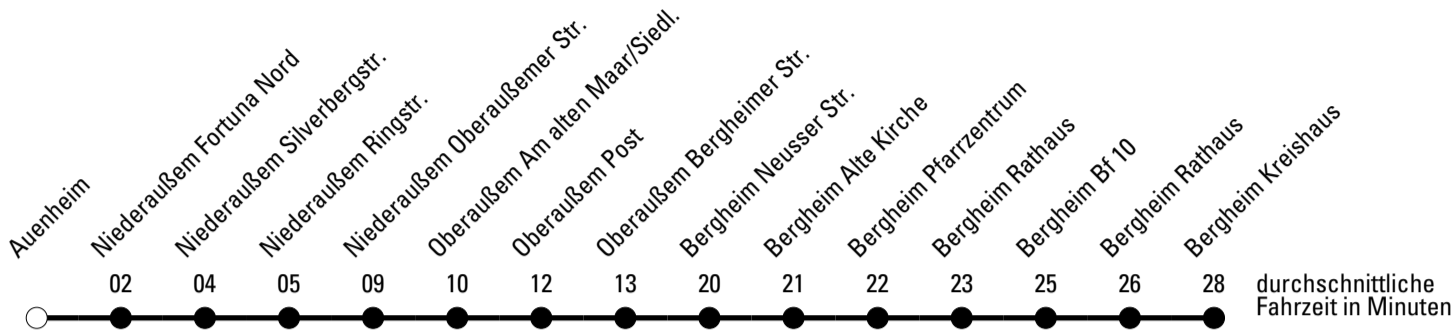 Auenheim
Niederaußem Fortuna Nord
Niederaußem Silverbergstr.
Niederaußem Ringstr.
Niederaußem Oberaußemer Str.
Oberaußem Am alten Maar/Siedl.
Oberaußem Post
Oberaußem Bergheimer Str.
Bergheim Neusser Str.
Bergheim Alte Kirche
Bergheim Pfarrzentrum
Bergheim Rathaus
Bergheim Bf 10
Bergheim Rathaus
Bergheim Kreishaus
02 04 05 09 10 12 13 20 21 22 23 25 26 28
durchschnittliche
Fahrzeit in Minuten